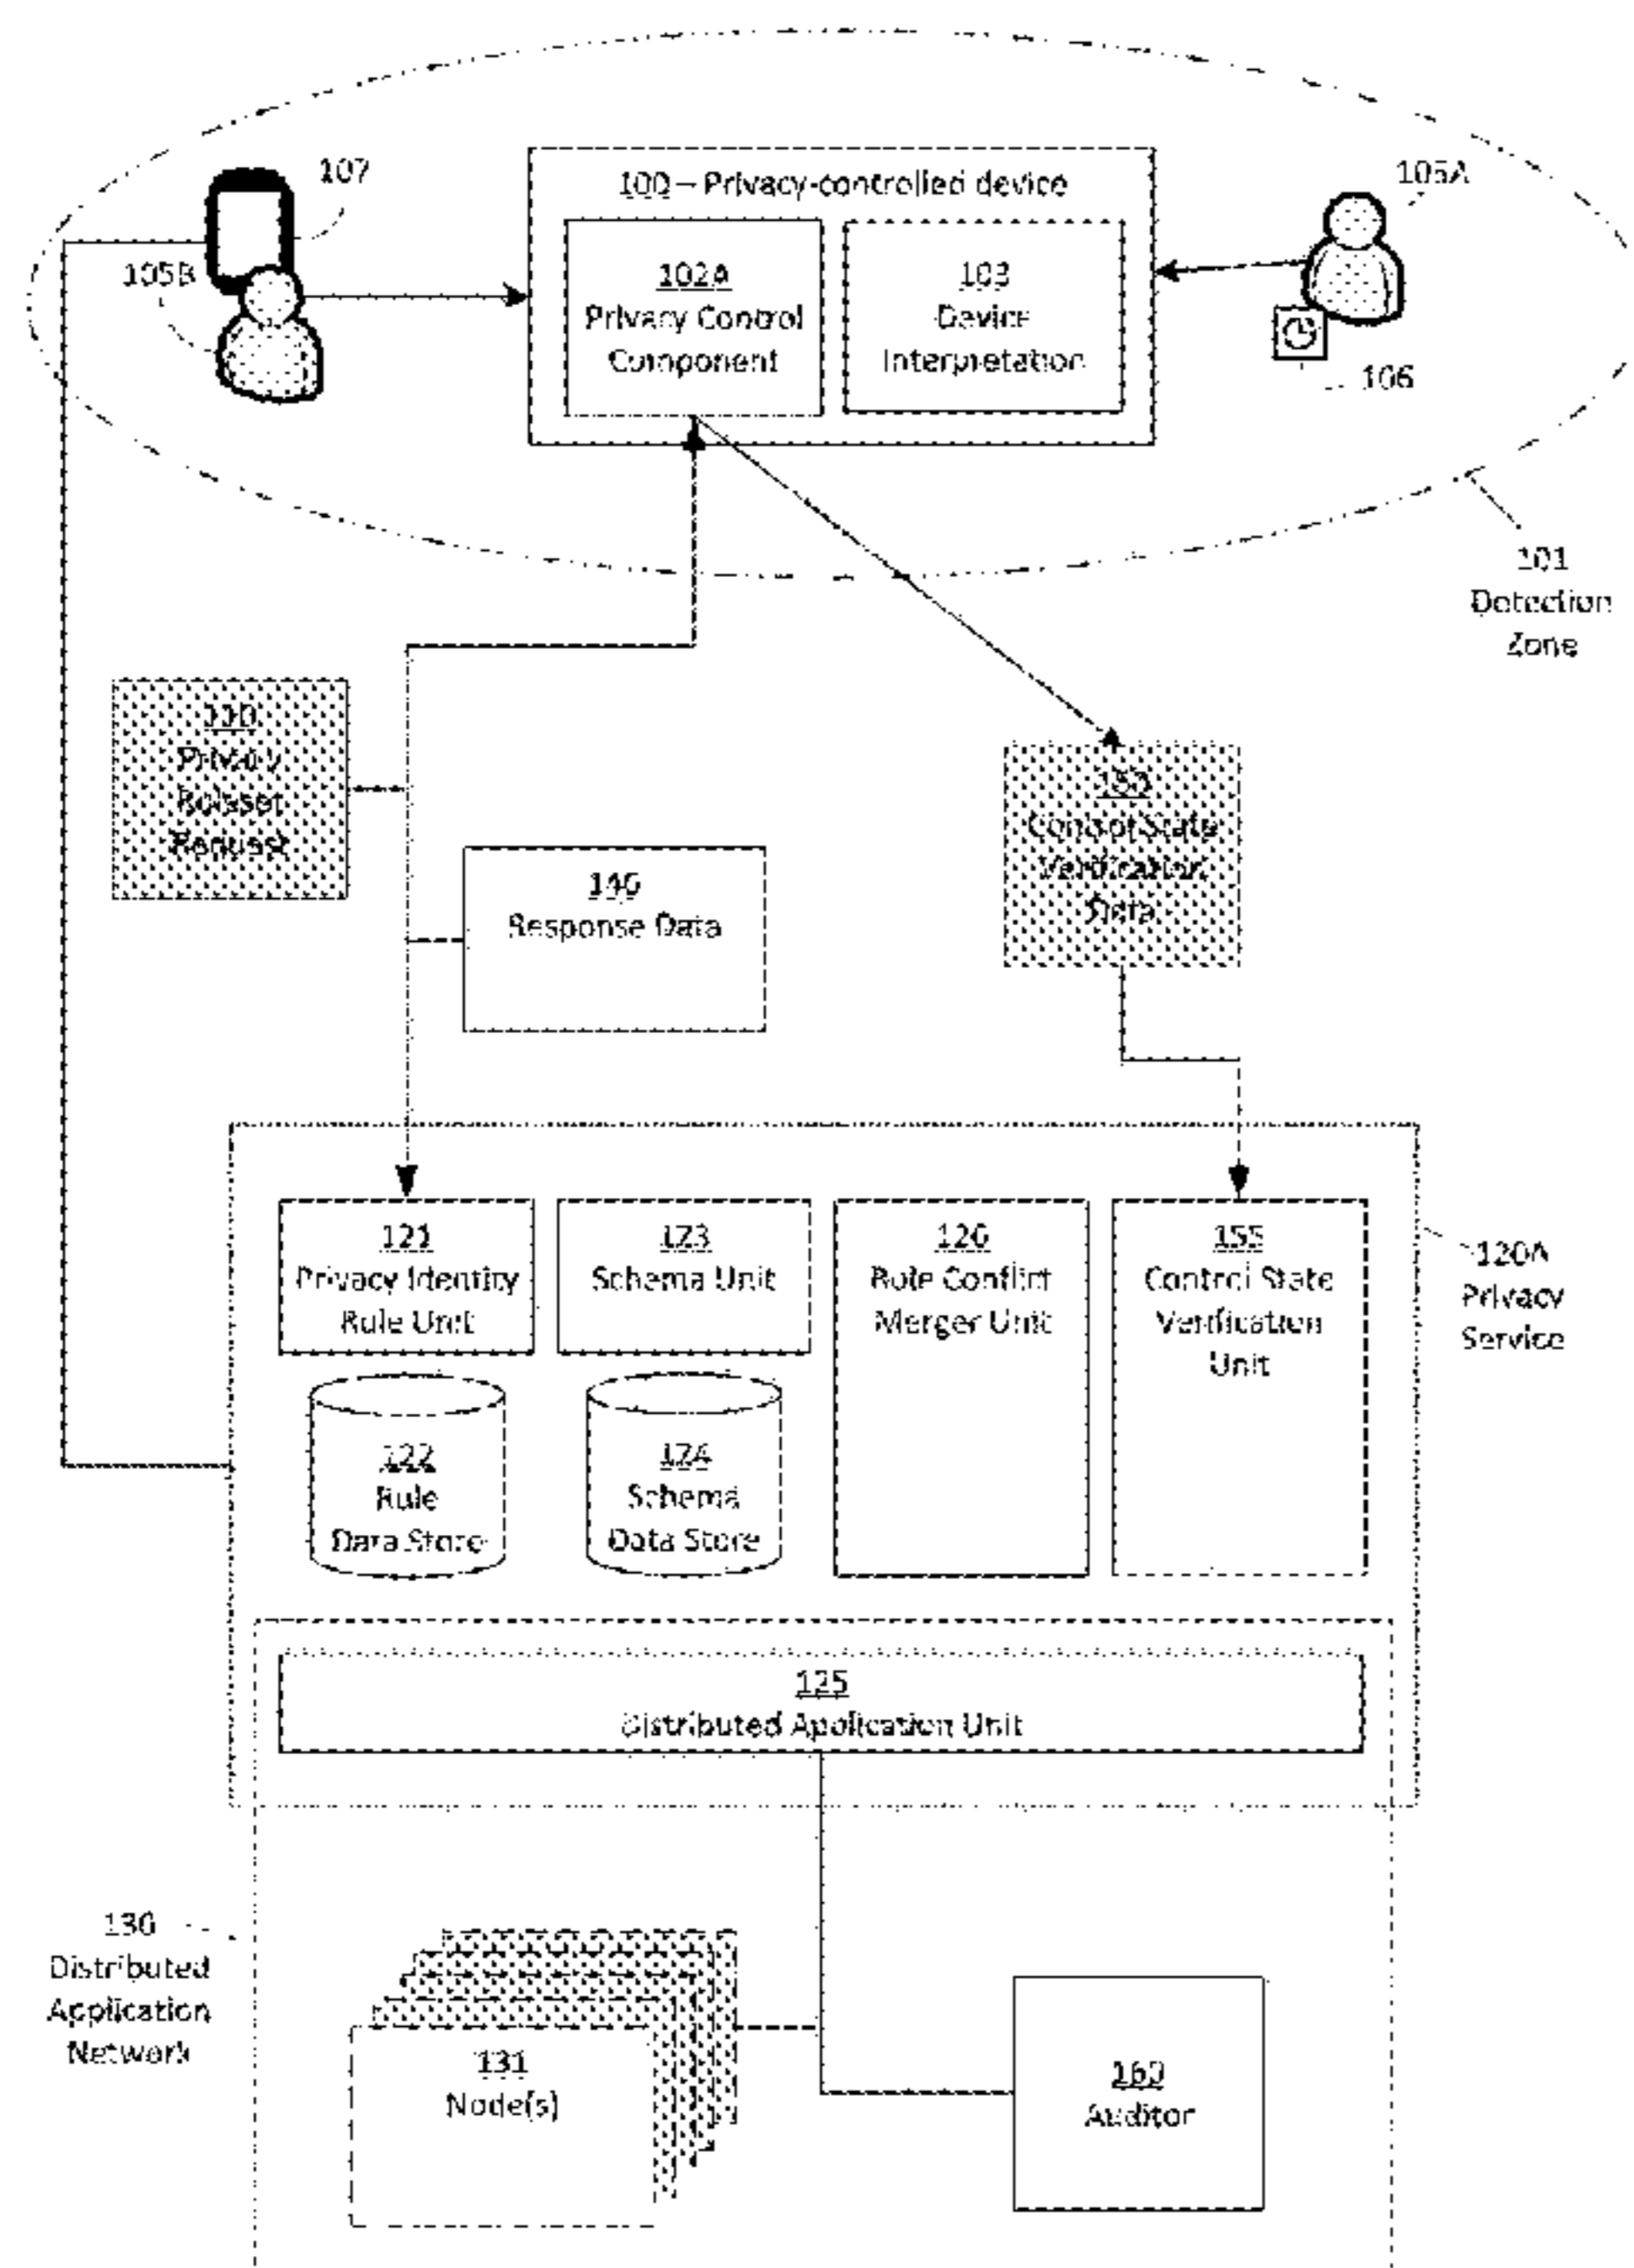 107
100 – Privacy-controlled device
105A
105B
102A
Privacy Control
Component
103
Device
Interpretation
106
101
Detection
Zone
110
Privacy
Ruleset
Request
140
Response Data
150
Control State
Verification
Data
121
Privacy Identity
Rule Unit
123
Schema Unit
126
Rule Conflict
Merger Unit
155
Control State
Verification
Unit
120A
Privacy
Service
122
Rule
Data Store
124
Schema
Data Store
125
Distributed Application Unit
130
Distributed
Application
Network
131
Node(s)
160
Auditor